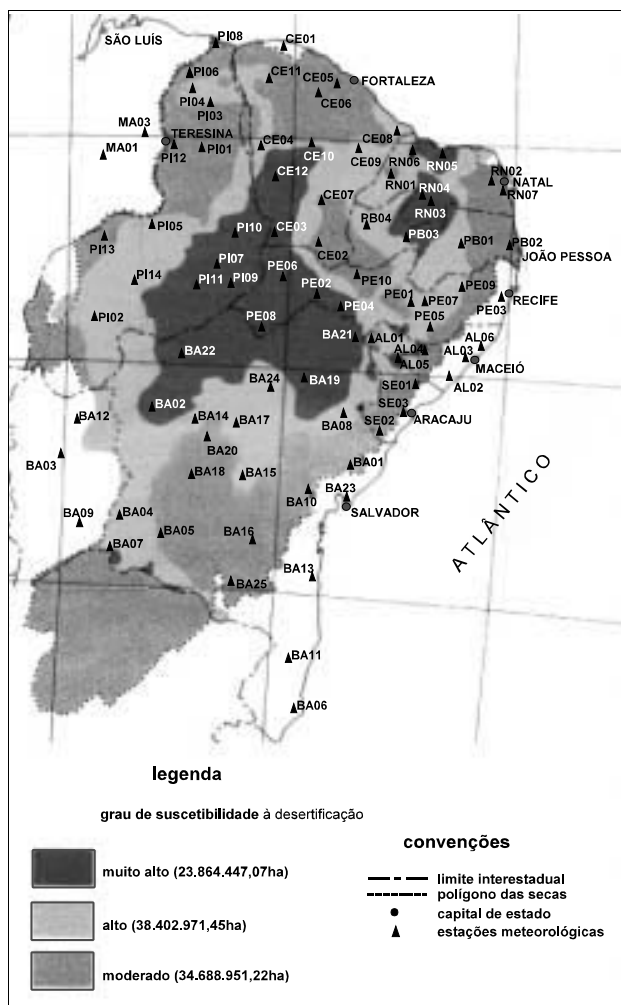 SÃO LUÍS
PI08
CE01
PI06
CE11
CE05
FORTALEZA
PI04
CE06
PI03
MA03
TERESINA
CE08
MA01
PI12
PI01
CE04
CE10
CE09
RN06
RN05
CE12
RN01
RN02
NATAL
RN04
RN07
CE07
RN03
PB04
PI05
PI13
PI10
CE03
CE02
PB03
PB01
PB02
JOÃO PESSOA
PI07
PI14
PI11
PI09
PE06
PE02
PE10
PE09
RECIFE
PI02
PE04
PE01
PE07
PE03
PE08
PE05
BA21
AL01
AL06
BA22
AL04
AL03
MACEIÓ
AL05
BA24
BA19
SE01
AL02
BA02
BA12
BA14
BA17
BA08
SE03
ARACAJU
SE02
BA20
BA03
BA18
BA15
BA01
BA10
BA23
SALVADOR
ATLÂNTICO
BA09
BA04
BA05
BA16
BA07
BA13
BA25
BA11
BA06
legenda
grau de suscetibilidade à desertificação
muito alto (23.864.447,07ha)
alto (38.402.971,45ha)
moderado (34.688.951,22ha)
convenções
limite interestadual
polígono das secas
capital de estado
estações meteorológicas